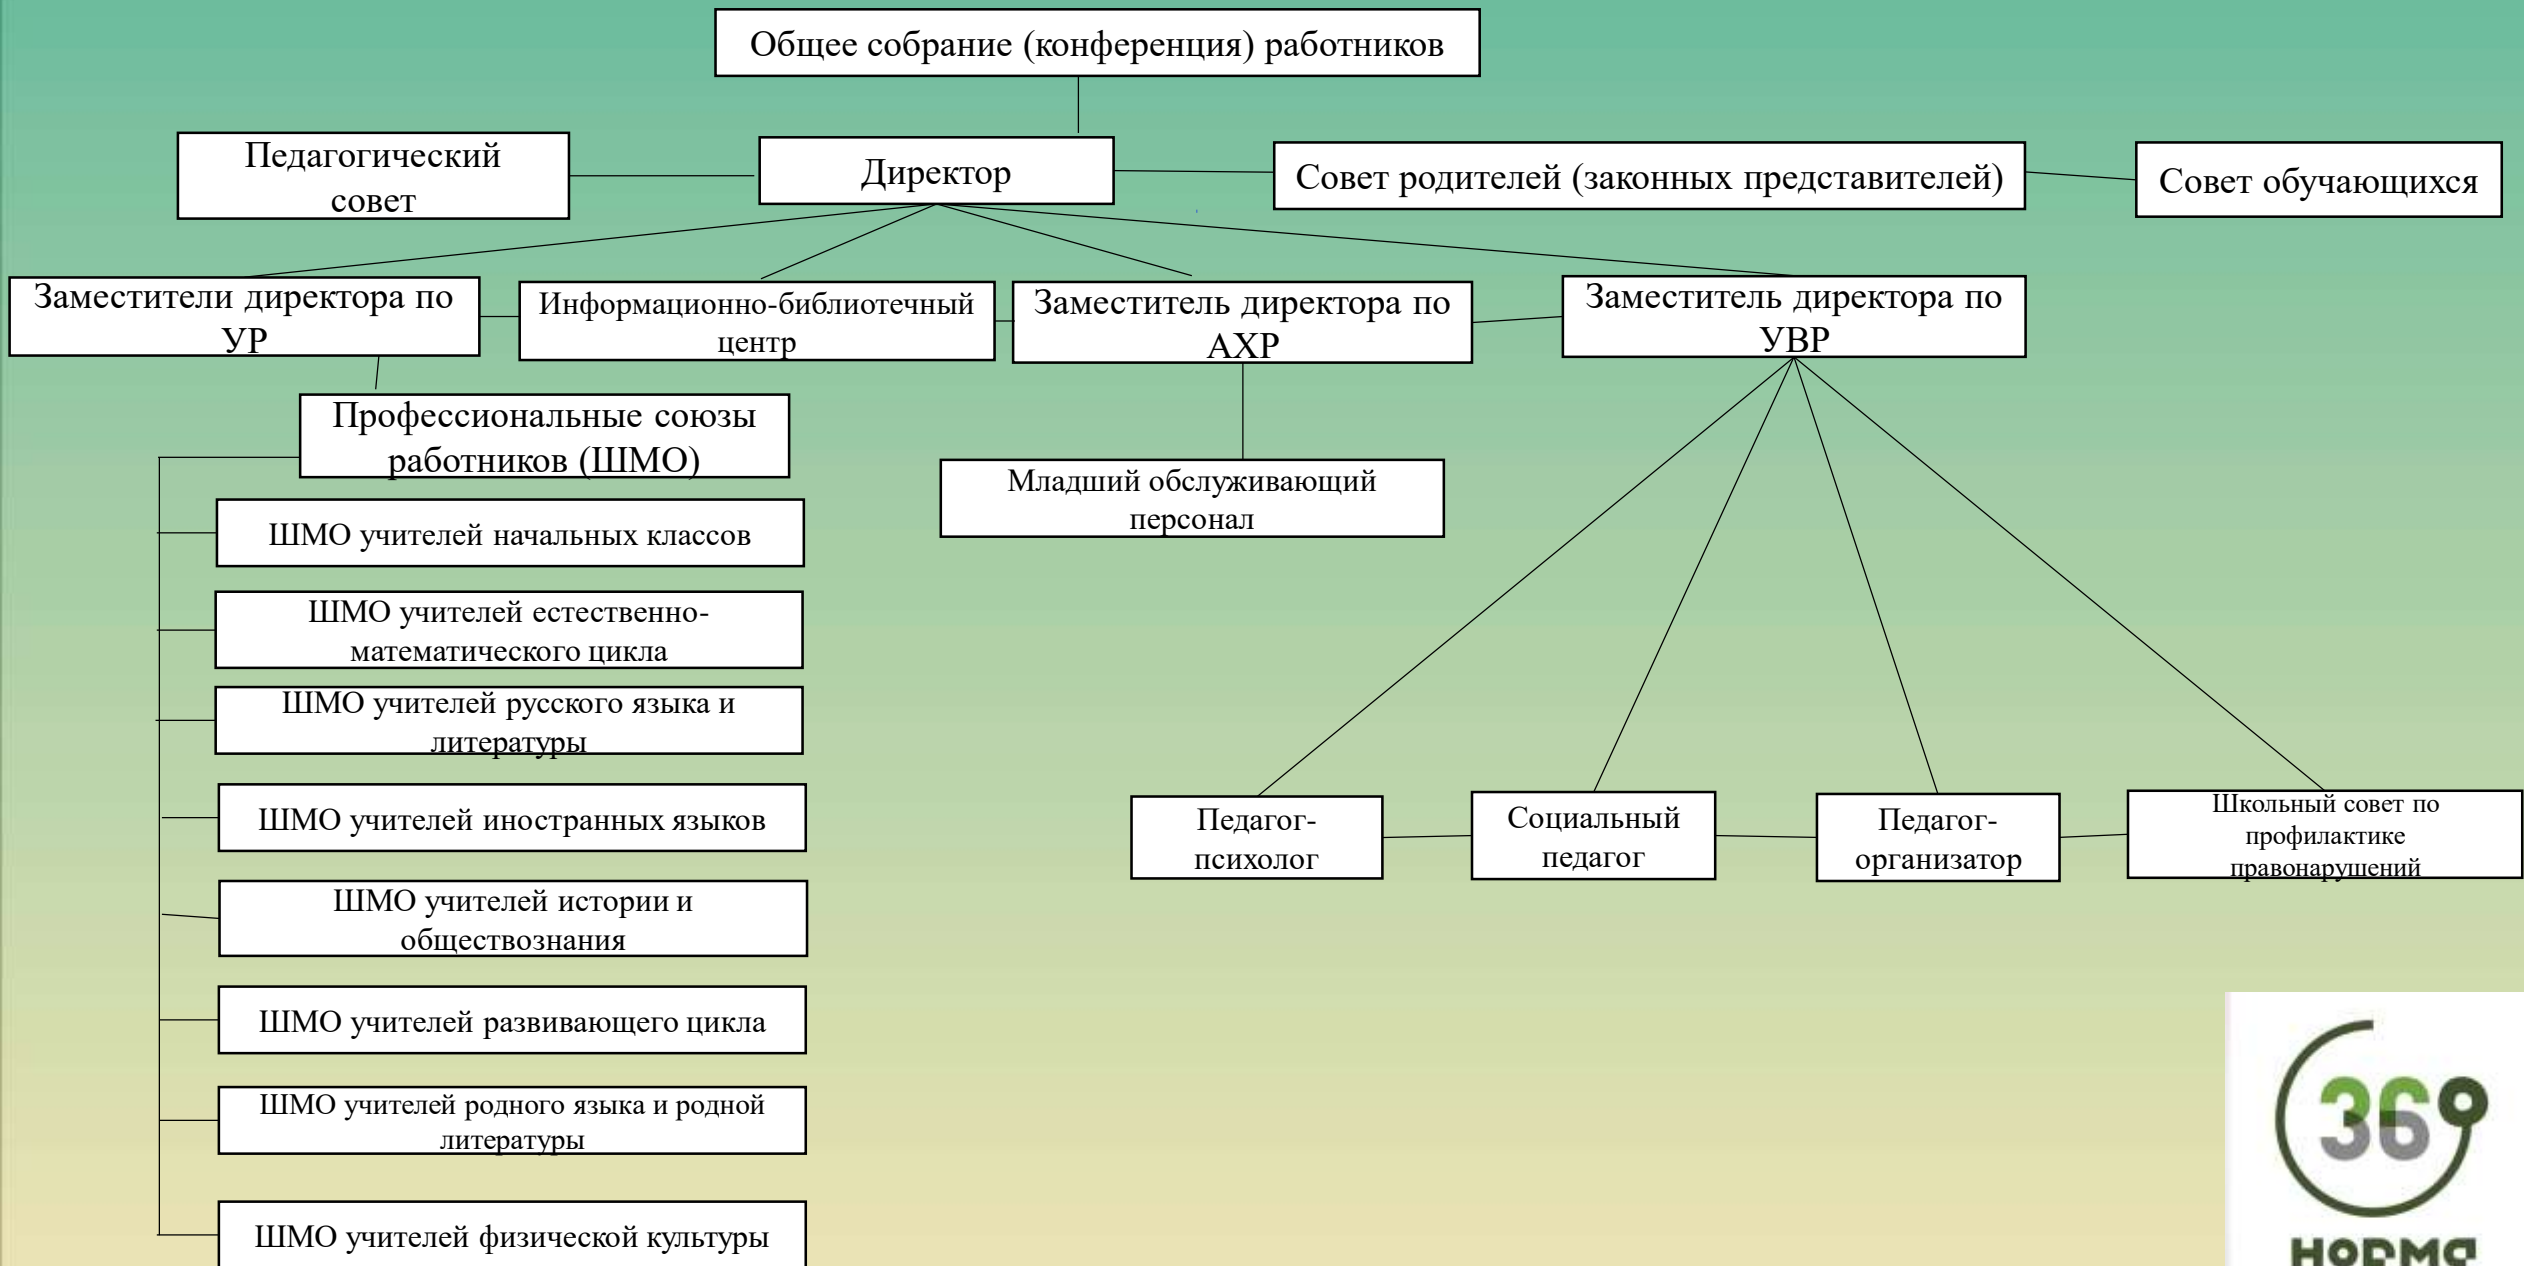 Общее собрание (конференция) работников
Педагогический
совет
Директор
Совет родителей (законных представителей)
Совет обучающихся
Заместители директора по
УР
Информационно-библиотечный
центр
Заместитель директора по
АХР
Заместитель директора по
УВР
Профессиональные союзы
работников (ШМО)
Младший обслуживающий
персонал
ШМО учителей начальных классов
ШМО учителей естественно-
математического цикла
ШМО учителей русского языка и
литературы
ШМО учителей иностранных языков
ШМО учителей истории и
обществознания
ШМО учителей развивающего цикла
ШМО учителей родного языка и родной
литературы
ШМО учителей физической культуры
Педагог-
психолог
Социальный
педагог
Педагог-
организатор
Школьный совет по
профилактике
правонарушений
36°
НОРМА